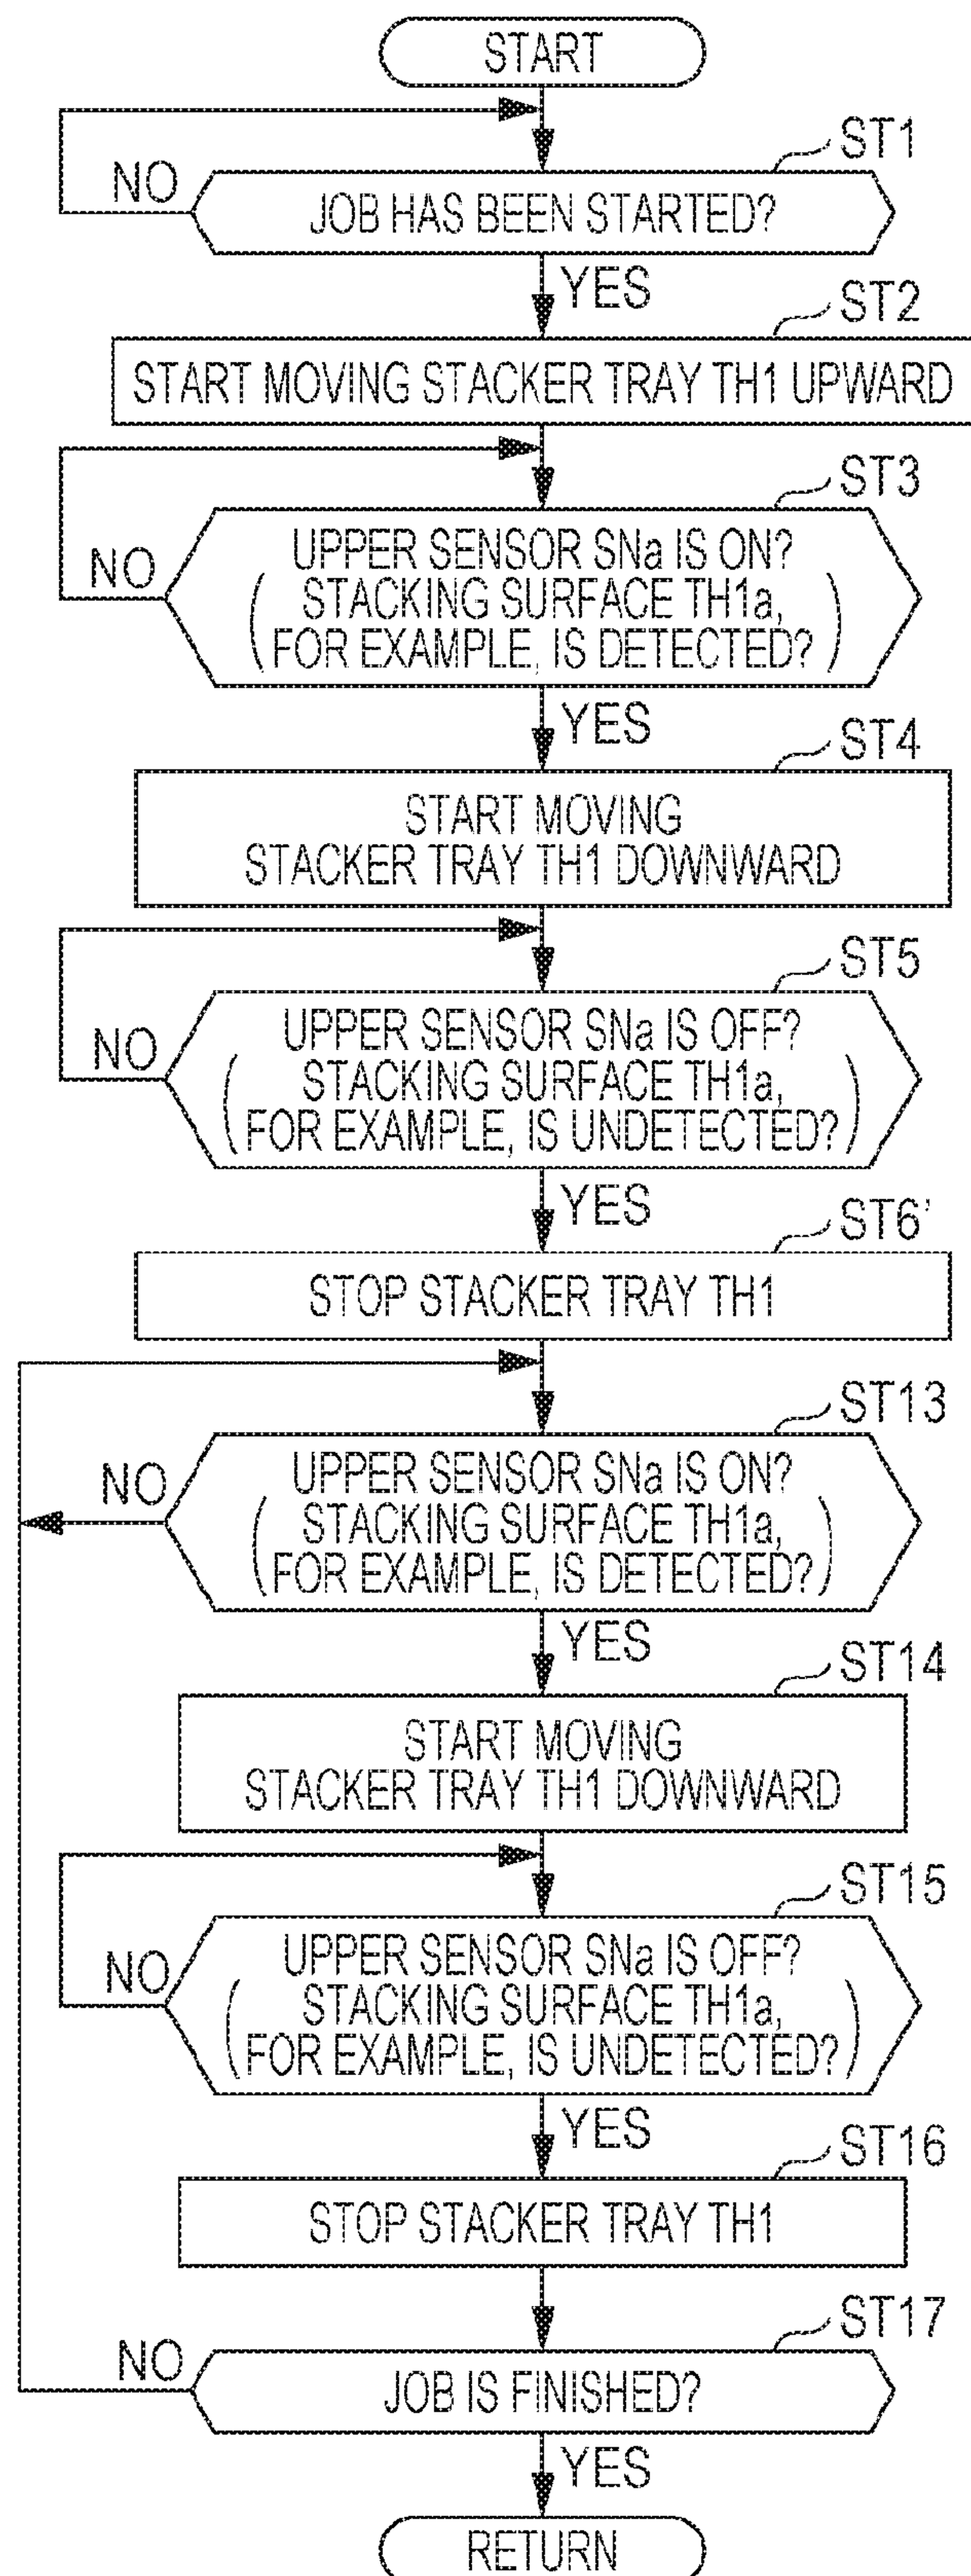 START
ST1
NO
JOB HAS BEEN STARTED?
YES
ST2
START MOVING STACKER TRAY TH1 UPWARD
ST3
NO
UPPER SENSOR SNa IS ON?
( STACKING SURFACE TH1a,
FOR EXAMPLE, IS DETECTED? )
YES
ST4
START MOVING
STACKER TRAY TH1 DOWNWARD
ST5
NO
UPPER SENSOR SNa IS OFF?
( STACKING SURFACE TH1a,
FOR EXAMPLE, IS UNDETECTED? )
YES
ST6'
STOP STACKER TRAY TH1
ST13
NO
UPPER SENSOR SNa IS ON?
( STACKING SURFACE TH1a,
FOR EXAMPLE, IS DETECTED? )
YES
ST14
START MOVING
STACKER TRAY TH1 DOWNWARD
ST15
NO
UPPER SENSOR SNa IS OFF?
( STACKING SURFACE TH1a,
FOR EXAMPLE, IS UNDETECTED? )
YES
ST16
STOP STACKER TRAY TH1
ST17
NO
JOB IS FINISHED?
YES
RETURN